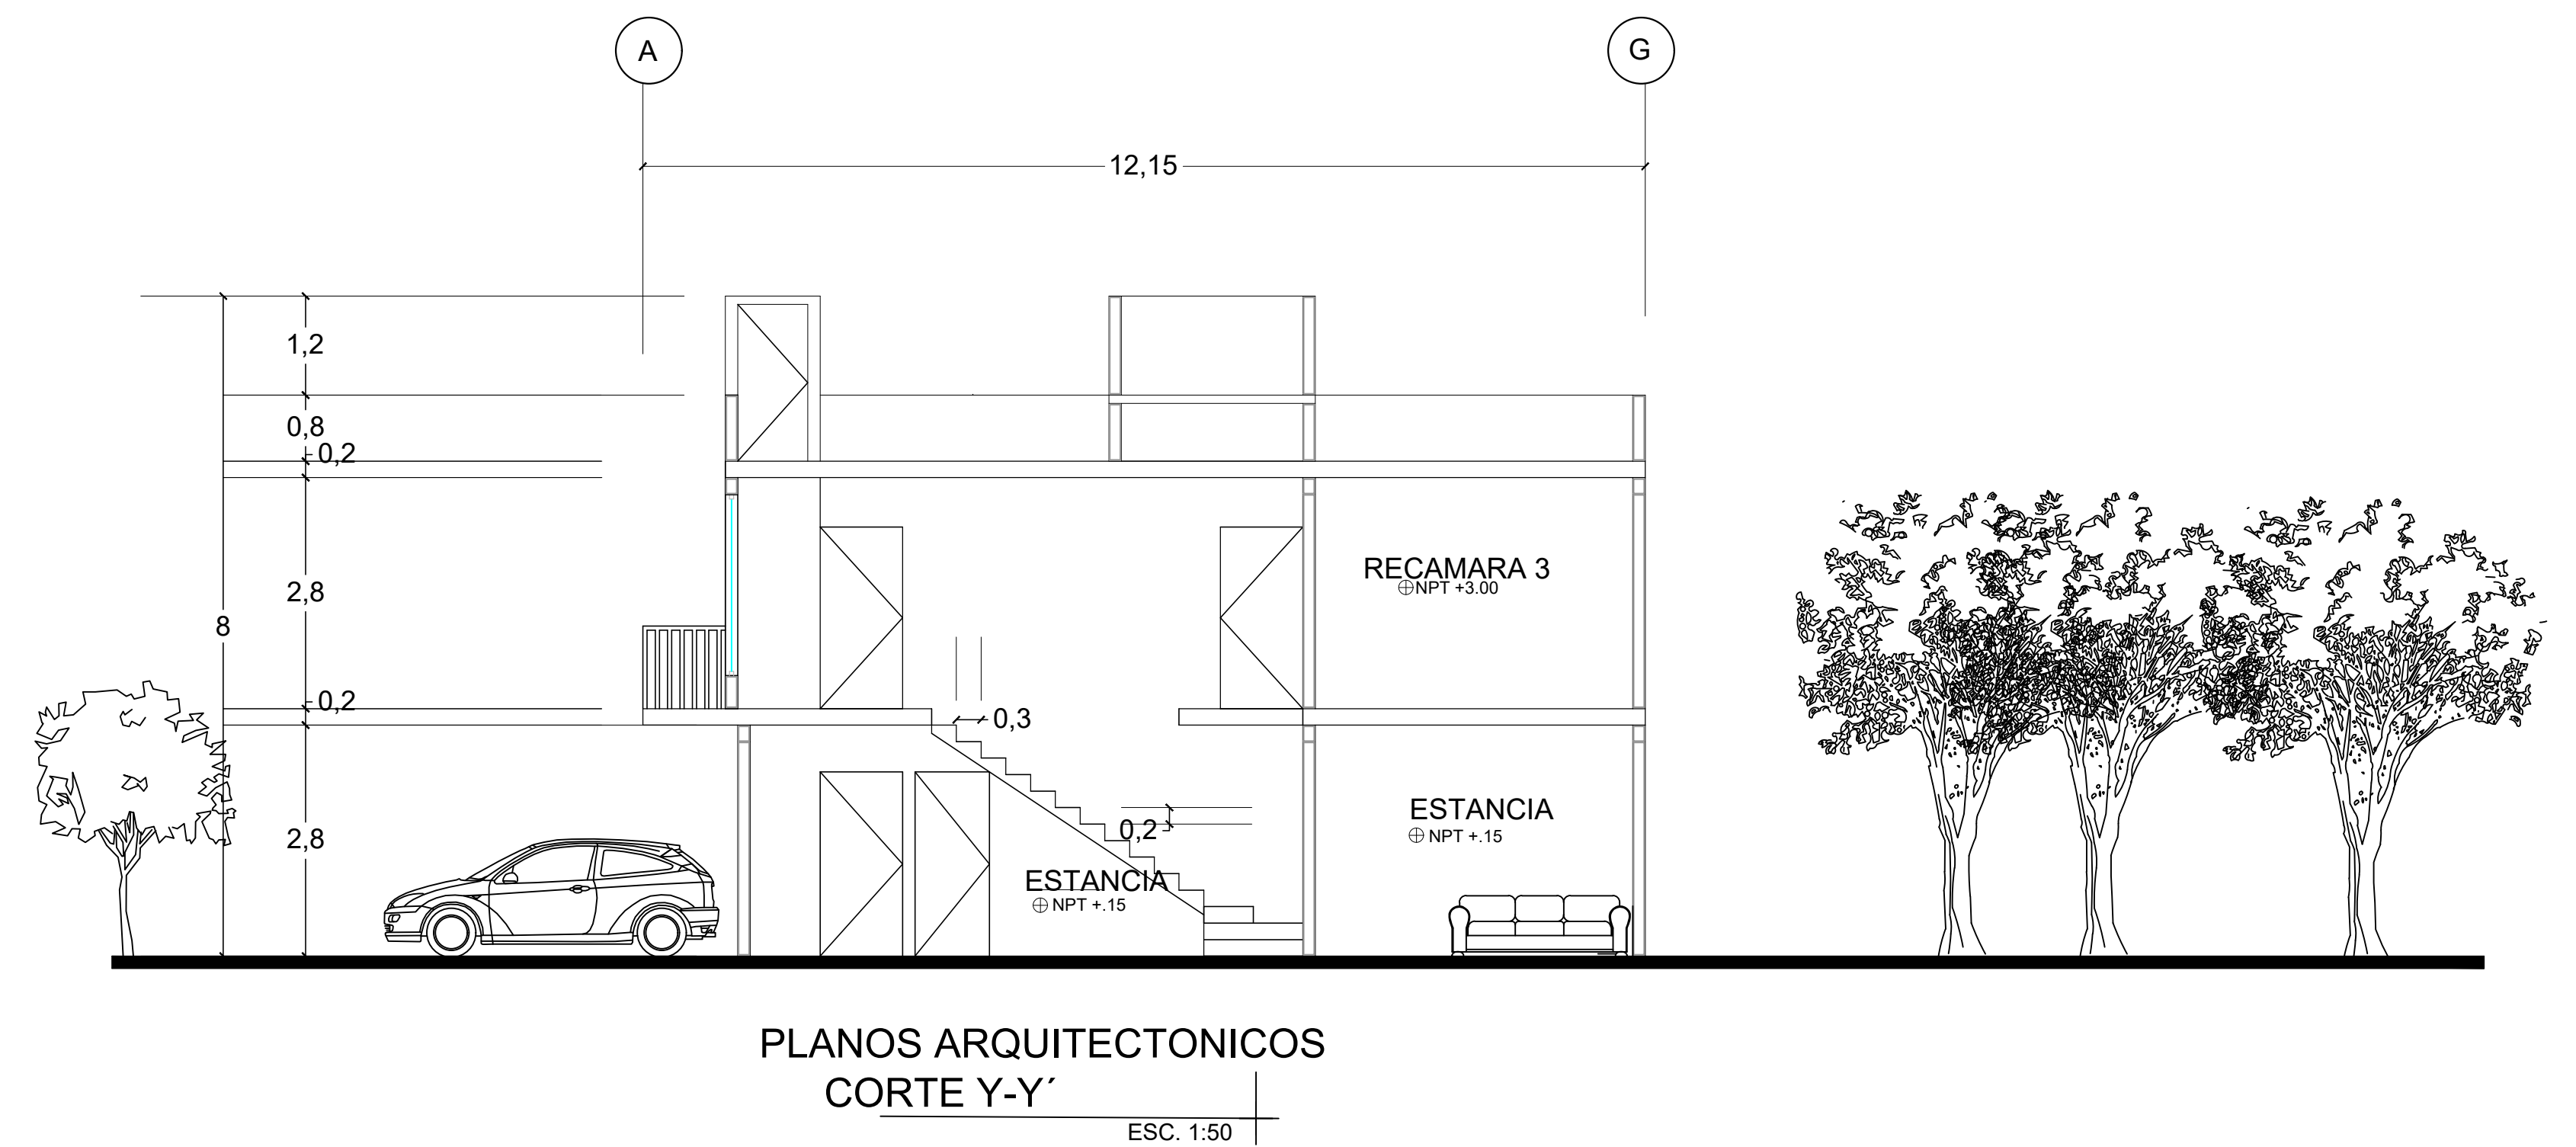 A
G
12,15
1,2
0,8
0,2
2,8
8
0,2
2,8
RECAMARA 3
NPT +3.00
0,3
0,2
ESTANCIA
NPT +.15
ESTANCIA
NPT +.15
PLANOS ARQUITECTONICOS
CORTE Y-Y´
ESC. 1:50